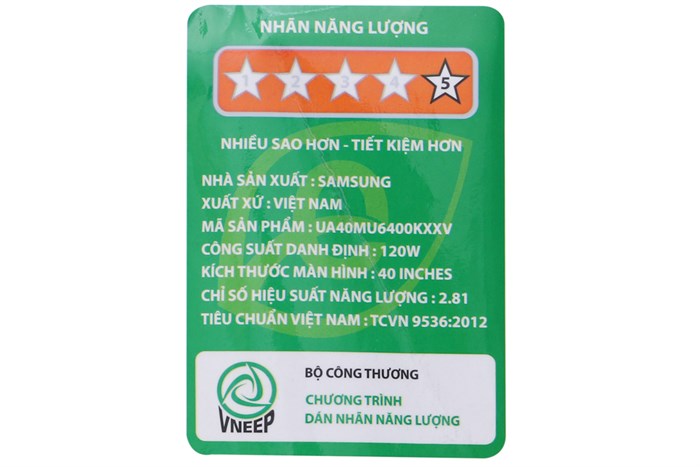 NHÃN NĂNG LƯỢNG
1 2 3 4 5
NHIỀU SAO HƠN - TIẾT KIỆM HƠN
NHÀ SẢN XUẤT : SAMSUNG
XUẤT XỨ : VIỆT NAM
MÃ SẢN PHẨM : UA40MU6400KXXV
CÔNG SUẤT DANH ĐỊNH : 120W
KÍCH THƯỚC MÀN HÌNH : 40 INCHES
CHỈ SỐ HIỆU SUẤT NĂNG LƯỢNG : 2.81
TIÊU CHUẨN VIỆT NAM : TCVN 9536:2012
BỘ CÔNG THƯƠNG
CHƯƠNG TRÌNH
DÁN NHÃN NĂNG LƯỢNG
VNEEP